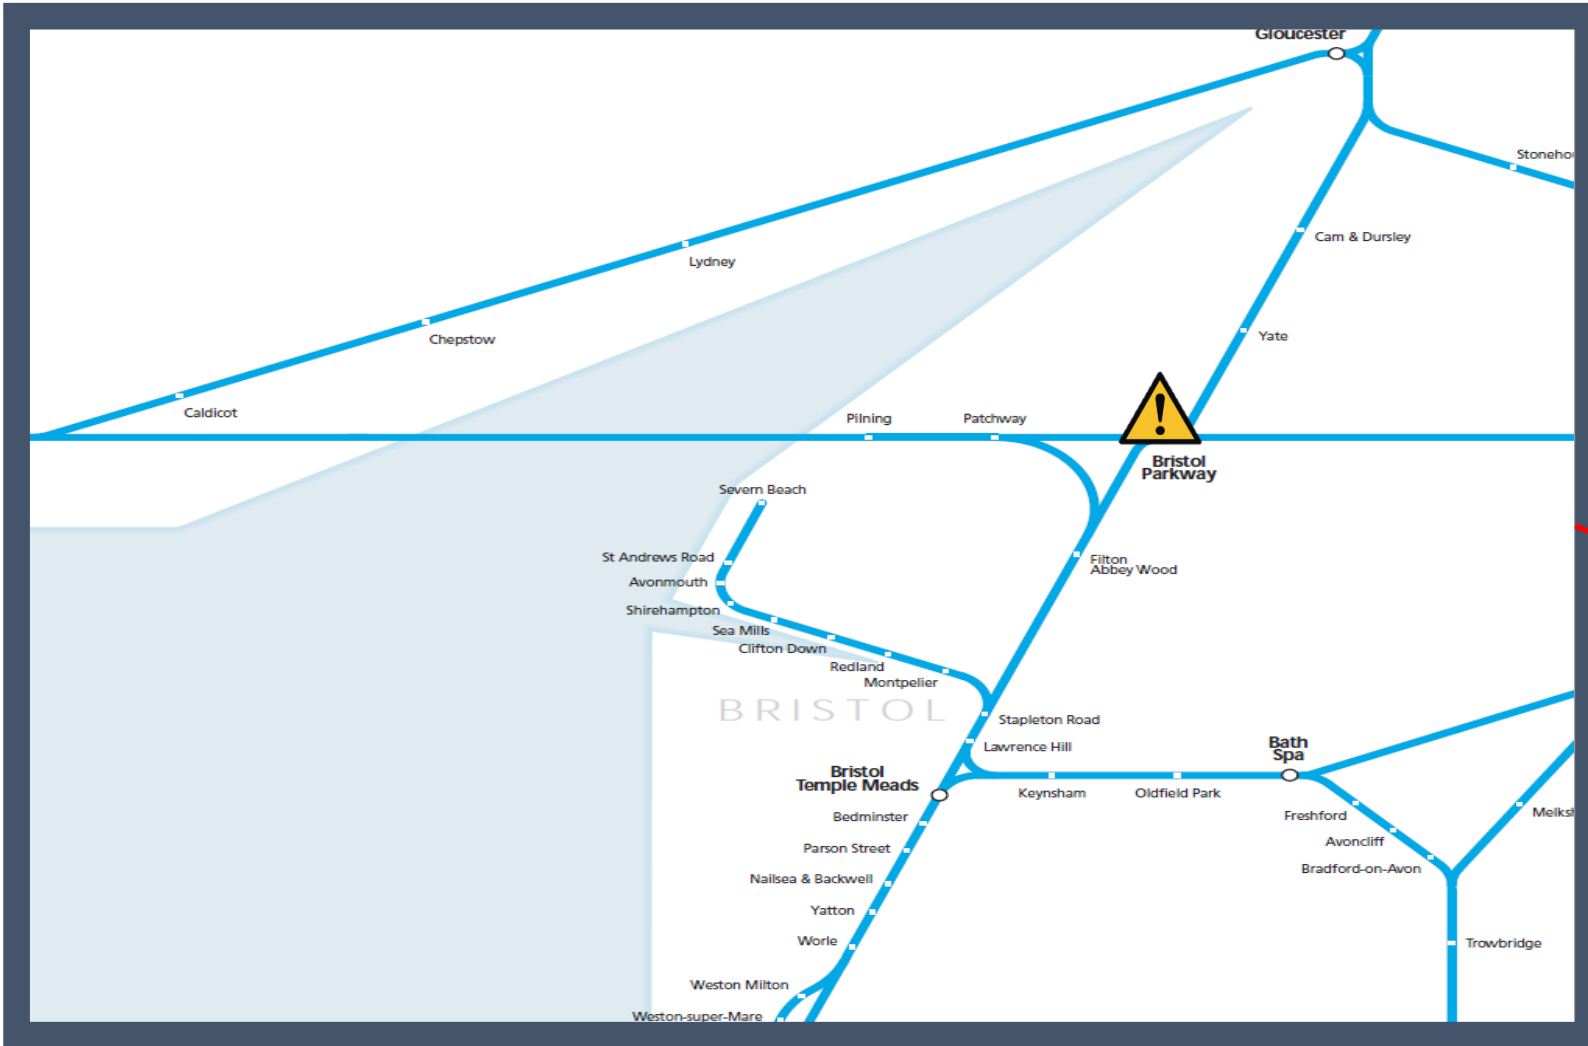 Gloucester
Stoneho
Cam & Dursley
Lydney
Yate
Chepstow
Caldicot
Pilning
Patchway
!
Bristol
Parkway
Severn Beach
St Andrews Road
Filton
Abbey Wood
Avonmouth
Shirehampton
Sea Mills
Clifton Down
Redland
Montpelier
BRISTOL
Stapleton Road
Lawrence Hill
Bath
Spa
Bristol
Temple Meads
Keynsham
Oldfield Park
Bedminster
Freshford
Melksh
Avoncliff
Parson Street
Bradford-on-Avon
Nailsea & Backwell
Yatton
Worle
Trowbridge
Weston Milton
Weston-super-Mare